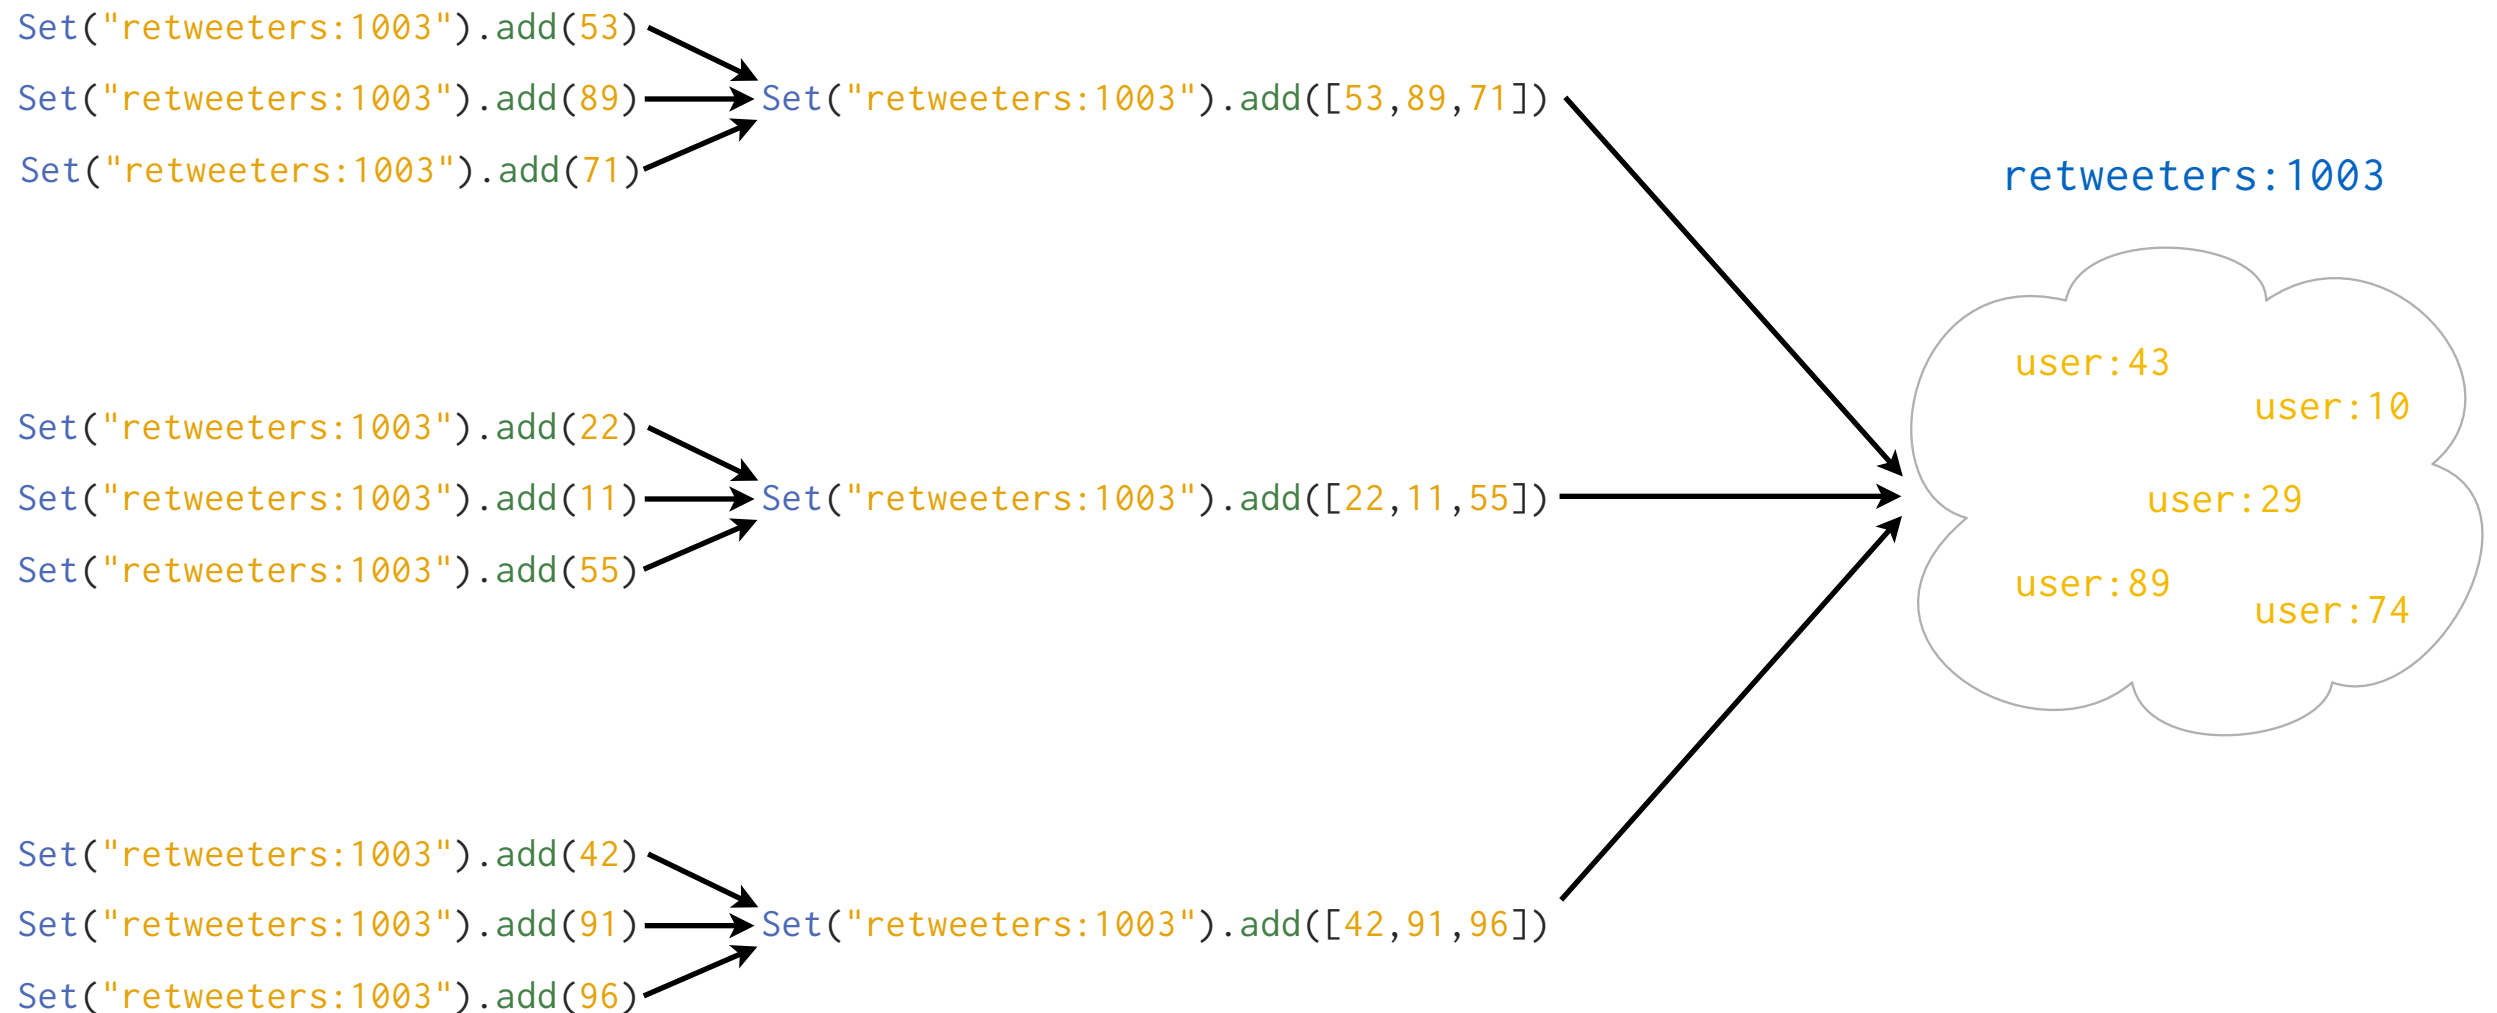 Set("retweeters:1003").add(53)
Set("retweeters:1003").add(89)
Set("retweeters:1003").add(71)
Set("retweeters:1003").add([53,89,71])
Set("retweeters:1003").add(22)
Set("retweeters:1003").add(11)
Set("retweeters:1003").add(55)
Set("retweeters:1003").add([22,11,55])
Set("retweeters:1003").add(42)
Set("retweeters:1003").add(91)
Set("retweeters:1003").add(96)
Set("retweeters:1003").add([42,91,96])
retweeters:1003
user:43
user:10
user:29
user:89
user:74